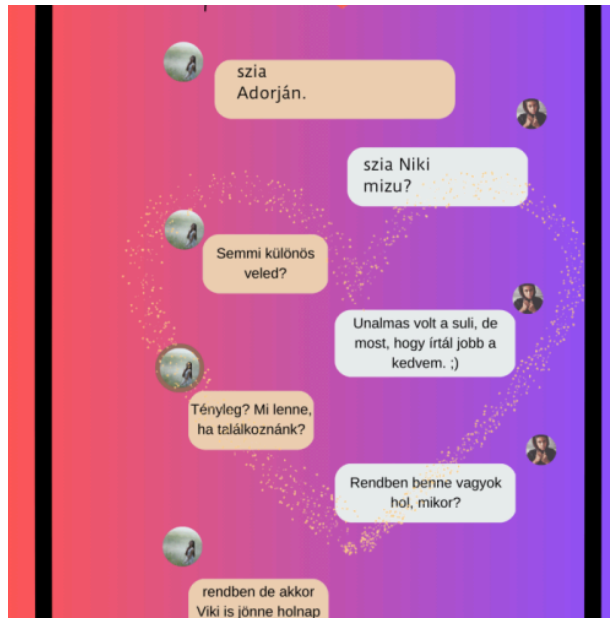 szia
Adorján.
szia Niki
mizu?
Semmi különös
veled?
Unalmas volt a suli, de
most, hogy írtál jobb a
kedvem. ;)
Tényleg? Mi lenne,
ha találkoznánk?
Rendben benne vagyok
hol, mikor?
rendben de akkor
Viki is jönne holnap